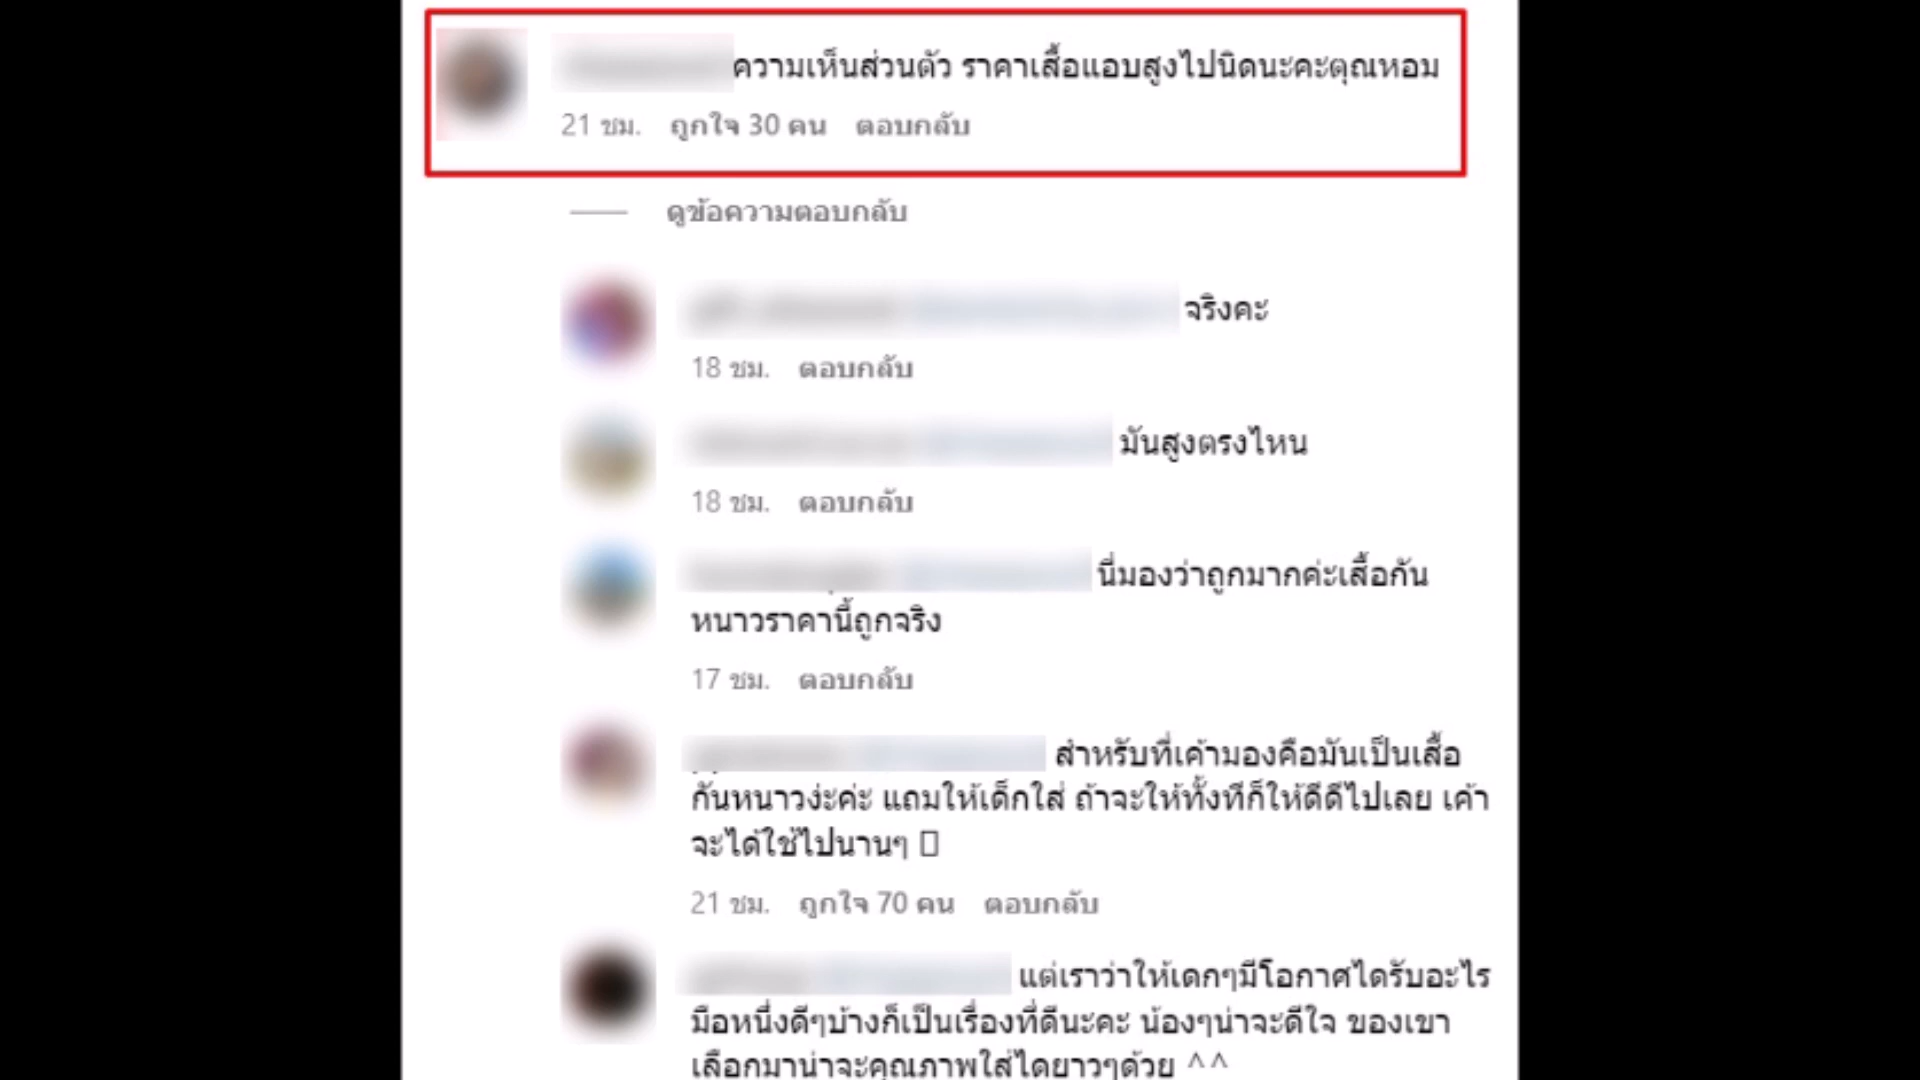 ความเห็นส่วนตัว ราคาเสื้อแอบสูงไปนิดนะคะคุณหอม
21 ชม. ถูกใจ 30 คน ตอบกลับ
ดูข้อความตอบกลับ
จริงคะ
18 ชม. ตอบกลับ
มันสูงตรงไหน
18 ชม. ตอบกลับ
นี่มองว่าถูกมากค่ะเสื้อกัน
หนาวราคานี้ถูกจริง
17 ชม. ตอบกลับ
สำหรับที่เค้ามองคือมันเป็นเสื้อ
กันหนาวง่ะค่ะ แถมให้เด็กใส่ ถ้าจะให้ทั้งทีก็ให้ดีดีไปเลย เค้า
จะได้ใช้ไปนานๆ
21 ชม. ถูกใจ 70 คน ตอบกลับ
แต่เราว่าให้เดกๆมีโอกาศไดรับอะไร
มือหนึ่งดีๆบ้างก็เป็นเรื่องที่ดีนะคะ น้องๆน่าจะดีใจ ของเขา
เลือกมาน่าจะคุณภาพใส่ไดยาวๆด้วย ^^